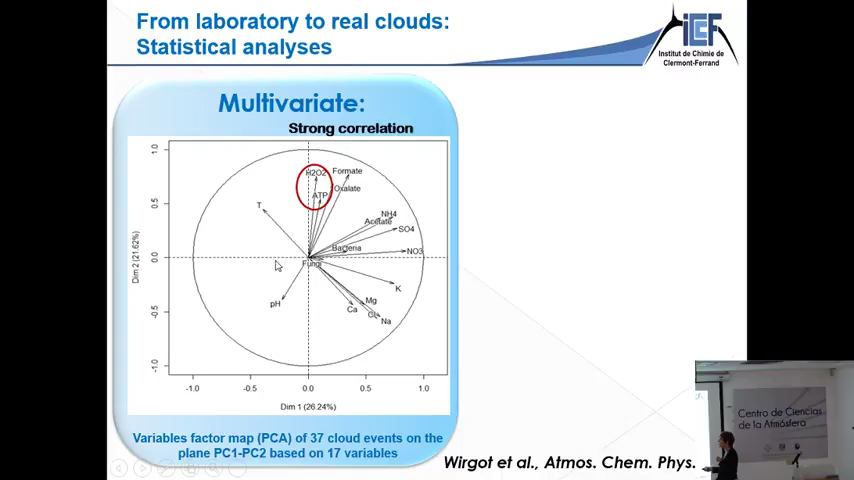 From laboratory to real clouds:
Statistical analyses
iCCF
Institut de Chimie de
Clermont-Ferrand
Multivariate:
Strong correlation
1.0
0.5
0.0
-0.5
-1.0
Dim 2 (21.62%)
H2O2
Formate
ATP
Oxalate
T
NH4
Acetate
SO4
Bacteria
NO3
Fungi
K
pH
Mg
Ca
Cl
Na
-1.0 -0.5 0.0 0.5 1.0
Dim 1 (26.24%)
Variables factor map (PCA) of 37 cloud events on the
plane PC1-PC2 based on 17 variables
Wirgot et al., Atmos. Chem. Phys.
Centro de Ciencias
de la Atmósfera